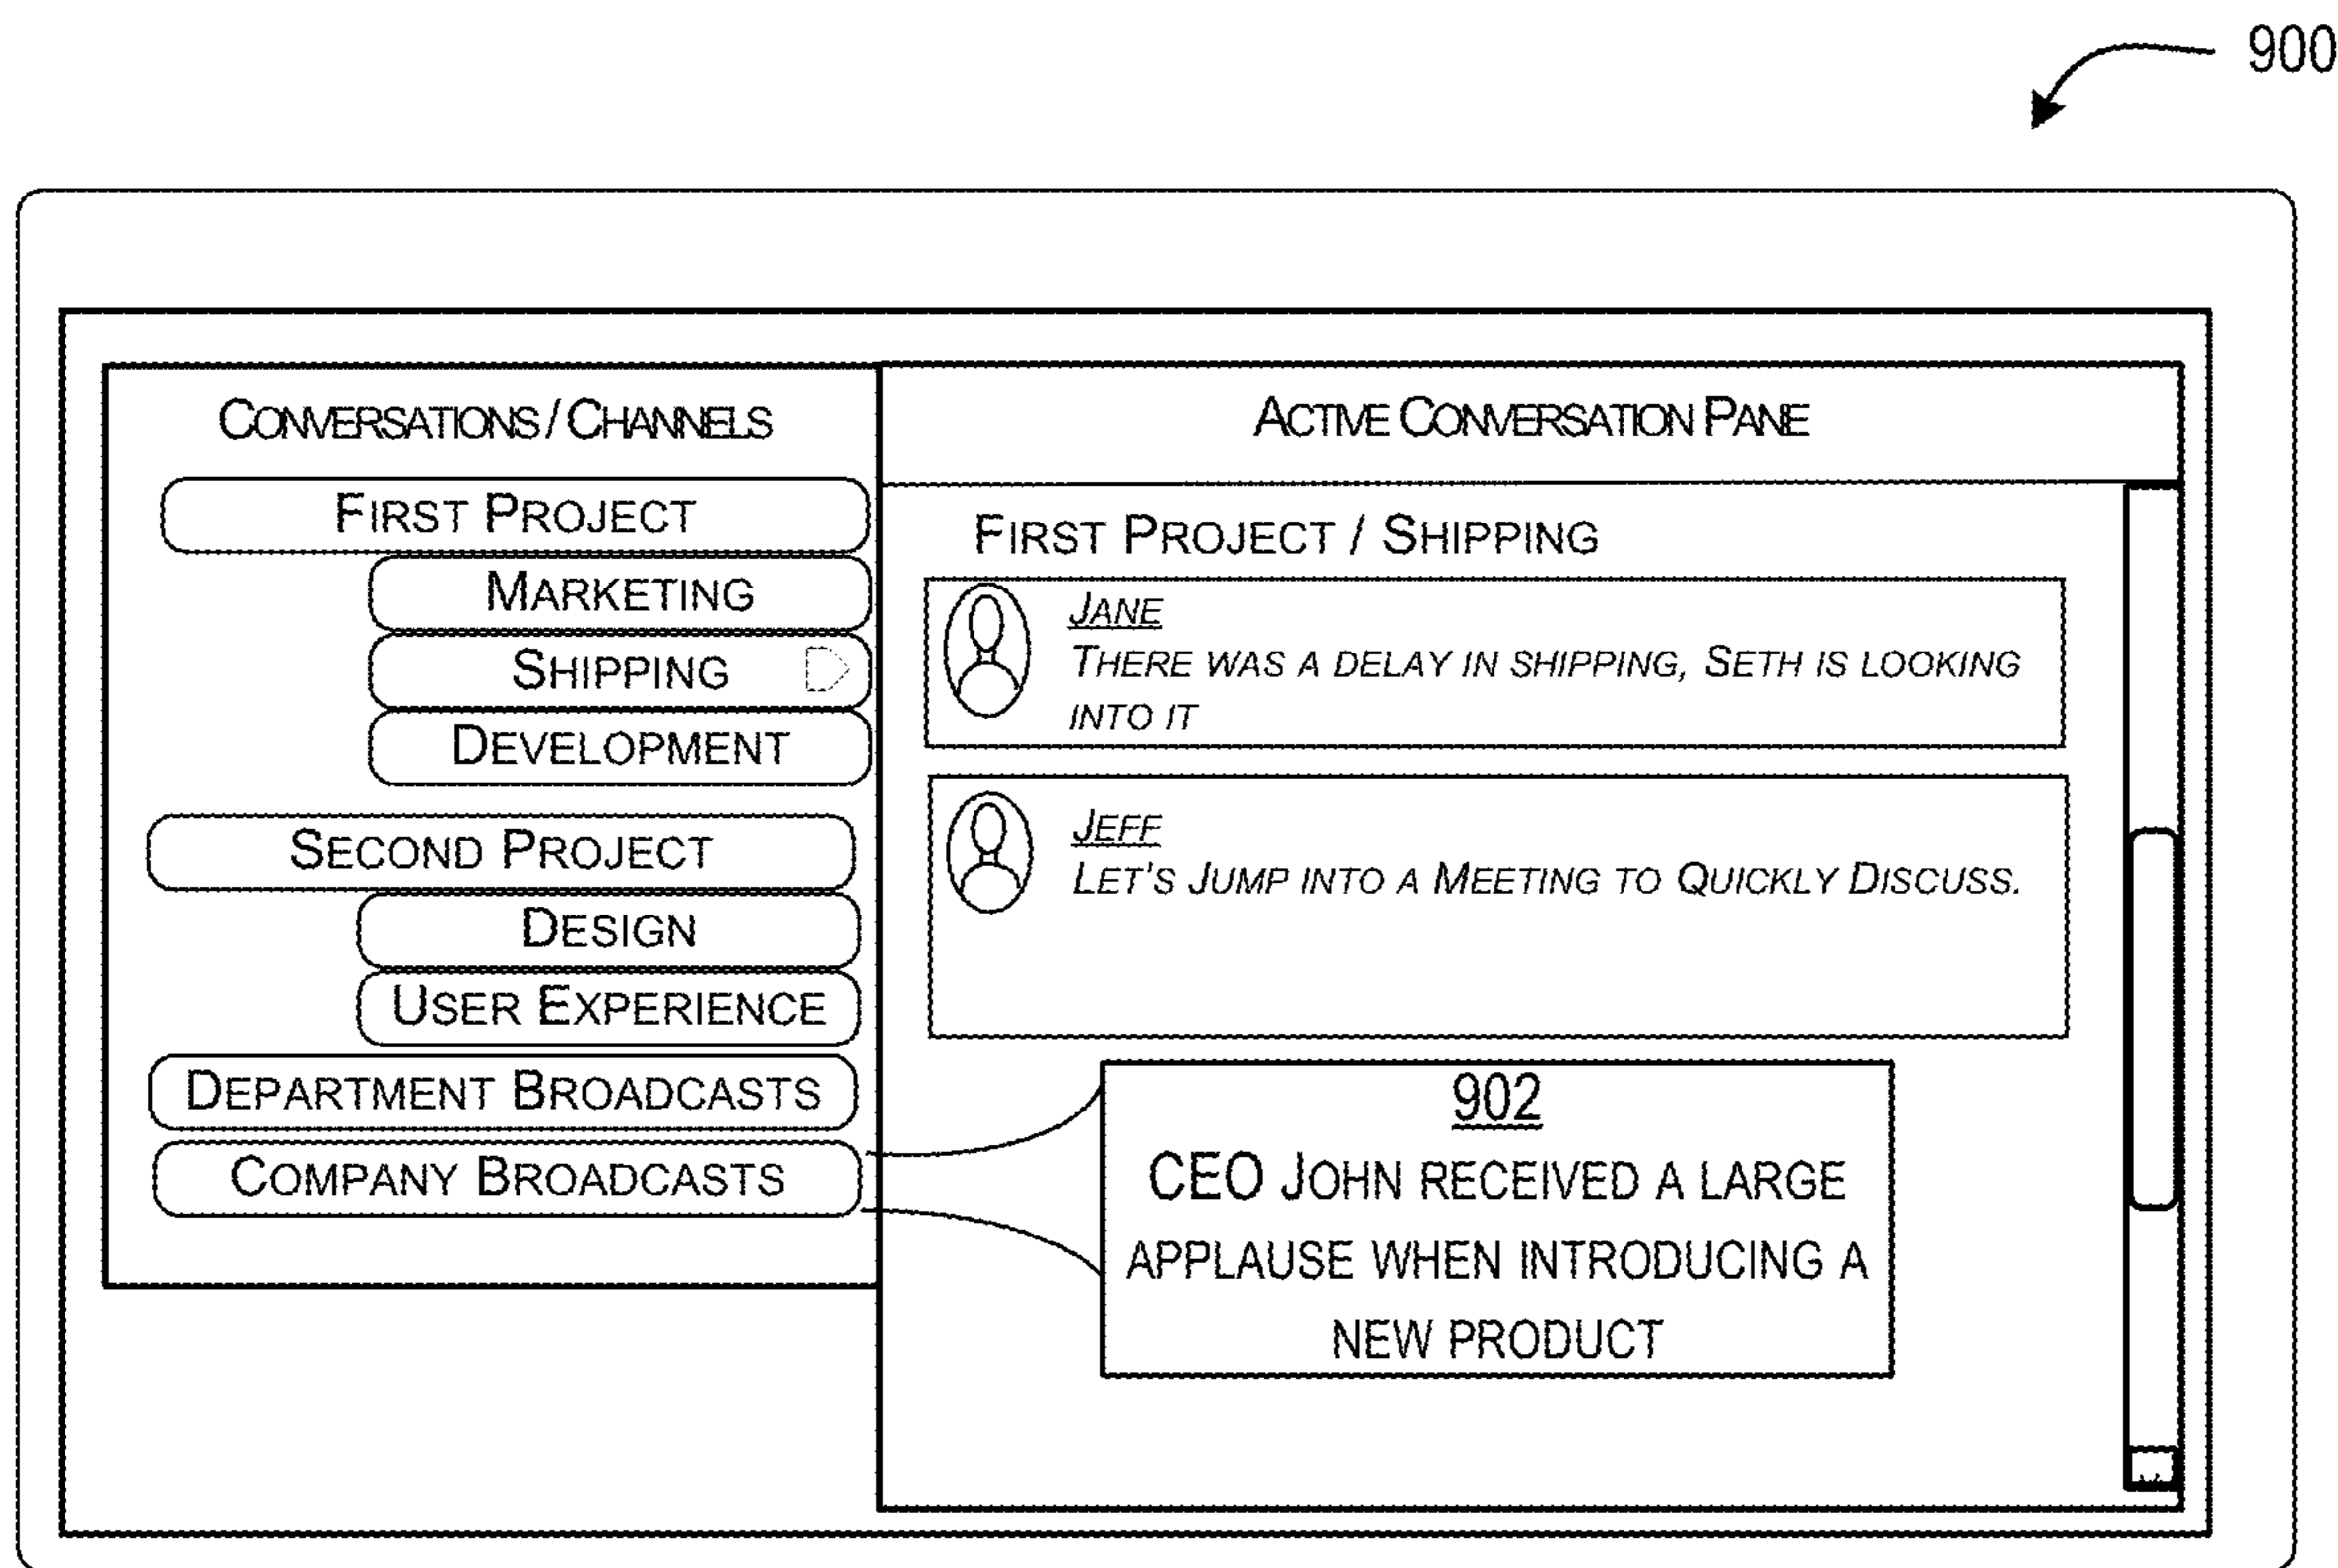 900
CONVERSATIONS / CHANNELS
FIRST PROJECT
MARKETING
SHIPPING
DEVELOPMENT
SECOND PROJECT
DESIGN
USER EXPERIENCE
DEPARTMENT BROADCASTS
COMPANY BROADCASTS
ACTIVE CONVERSATION PANE
FIRST PROJECT / SHIPPING
JANE
THERE WAS A DELAY IN SHIPPING, SETH IS LOOKING
INTO IT
JEFF
LET'S JUMP INTO A MEETING TO QUICKLY DISCUSS.
902
CEO JOHN RECEIVED A LARGE
APPLAUSE WHEN INTRODUCING A
NEW PRODUCT